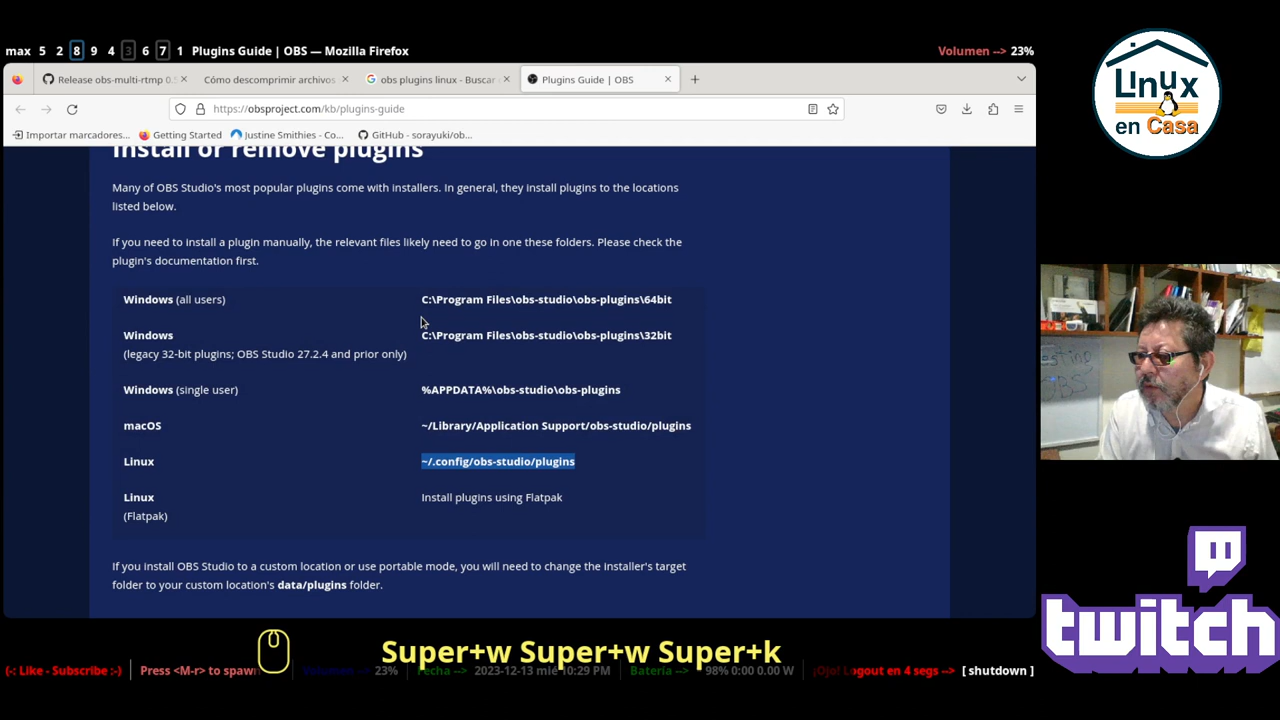 max 5 2 8 9 4 3 6 7 1 Plugins Guide | OBS — Mozilla Firefox
Volumen --> 23%
Release obs-multi-rtmp 0.
Cómo descomprimir archivos
obs plugins linux - Buscar
Plugins Guide | OBS
https://obsproject.com/kb/plugins-guide
Importar marcadores...
Getting Started
Justine Smithies - Co...
GitHub - sorayuki/ob...
Install or remove plugins
Many of OBS Studio's most popular plugins come with installers. In general, they install plugins to the locations
listed below.
If you need to install a plugin manually, the relevant files likely need to go in one these folders. Please check the
plugin's documentation first.
Windows (all users) C:\Program Files\obs-studio\obs-plugins\64bit
Windows C:\Program Files\obs-studio\obs-plugins\32bit
(legacy 32-bit plugins; OBS Studio 27.2.4 and prior only)
Windows (single user) %APPDATA%\obs-studio\obs-plugins
macOS ~/Library/Application Support/obs-studio/plugins
Linux ~/.config/obs-studio/plugins
Linux Install plugins using Flatpak
(Flatpak)
If you install OBS Studio to a custom location or use portable mode, you will need to change the installer's target
folder to your custom location's data/plugins folder.
Super+w Super+w Super+k
(-: Like - Subscribe :-) Press <M-r> to spawn Volumen --> 23% Fecha --> 2023-12-13 mié 10:29 PM Batería --> 98% 0:00 0.00 W ¡Ojo! Logout en 4 segs --> [ shutdown ]
Linux
en Casa
OBS
twitch